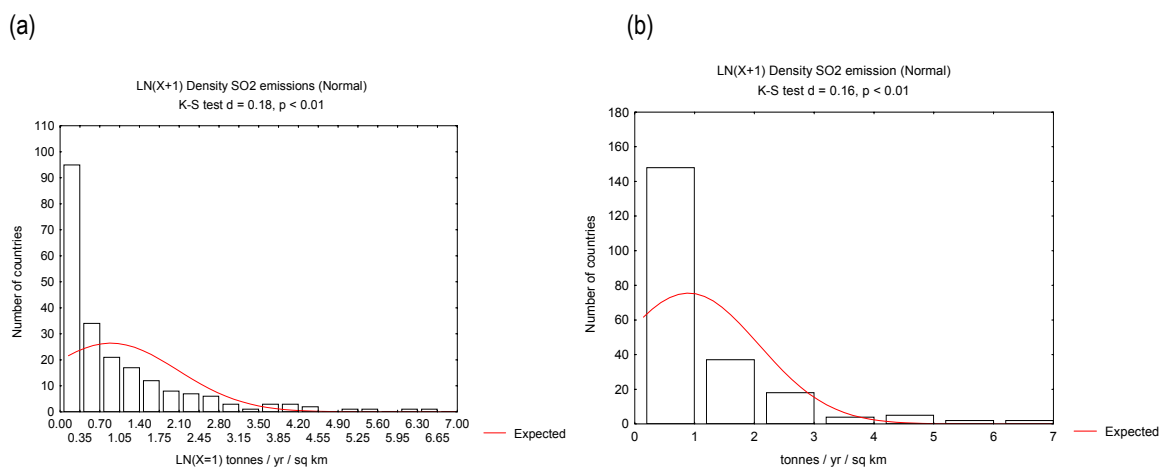 (a)
LN(X+1) Density SO2 emissions (Normal)
K-S test d = 0.18, p < 0.01
110
100
90
80
70
60
50
40
30
20
10
0
Number of countries
0.00 0.70 1.40 2.10 2.80 3.50 4.20 4.90 5.60 6.30 7.00
0.35 1.05 1.75 2.45 3.15 3.85 4.55 5.25 5.95 6.65
LN(X=1) tonnes / yr / sq km
Expected
(b)
LN(X+1) Density SO2 emission (Normal)
K-S test d = 0.16, p < 0.01
180
160
140
120
100
80
60
40
20
0
Number of countries
0 1 2 3 4 5 6 7
tonnes / yr / sq km
Expected